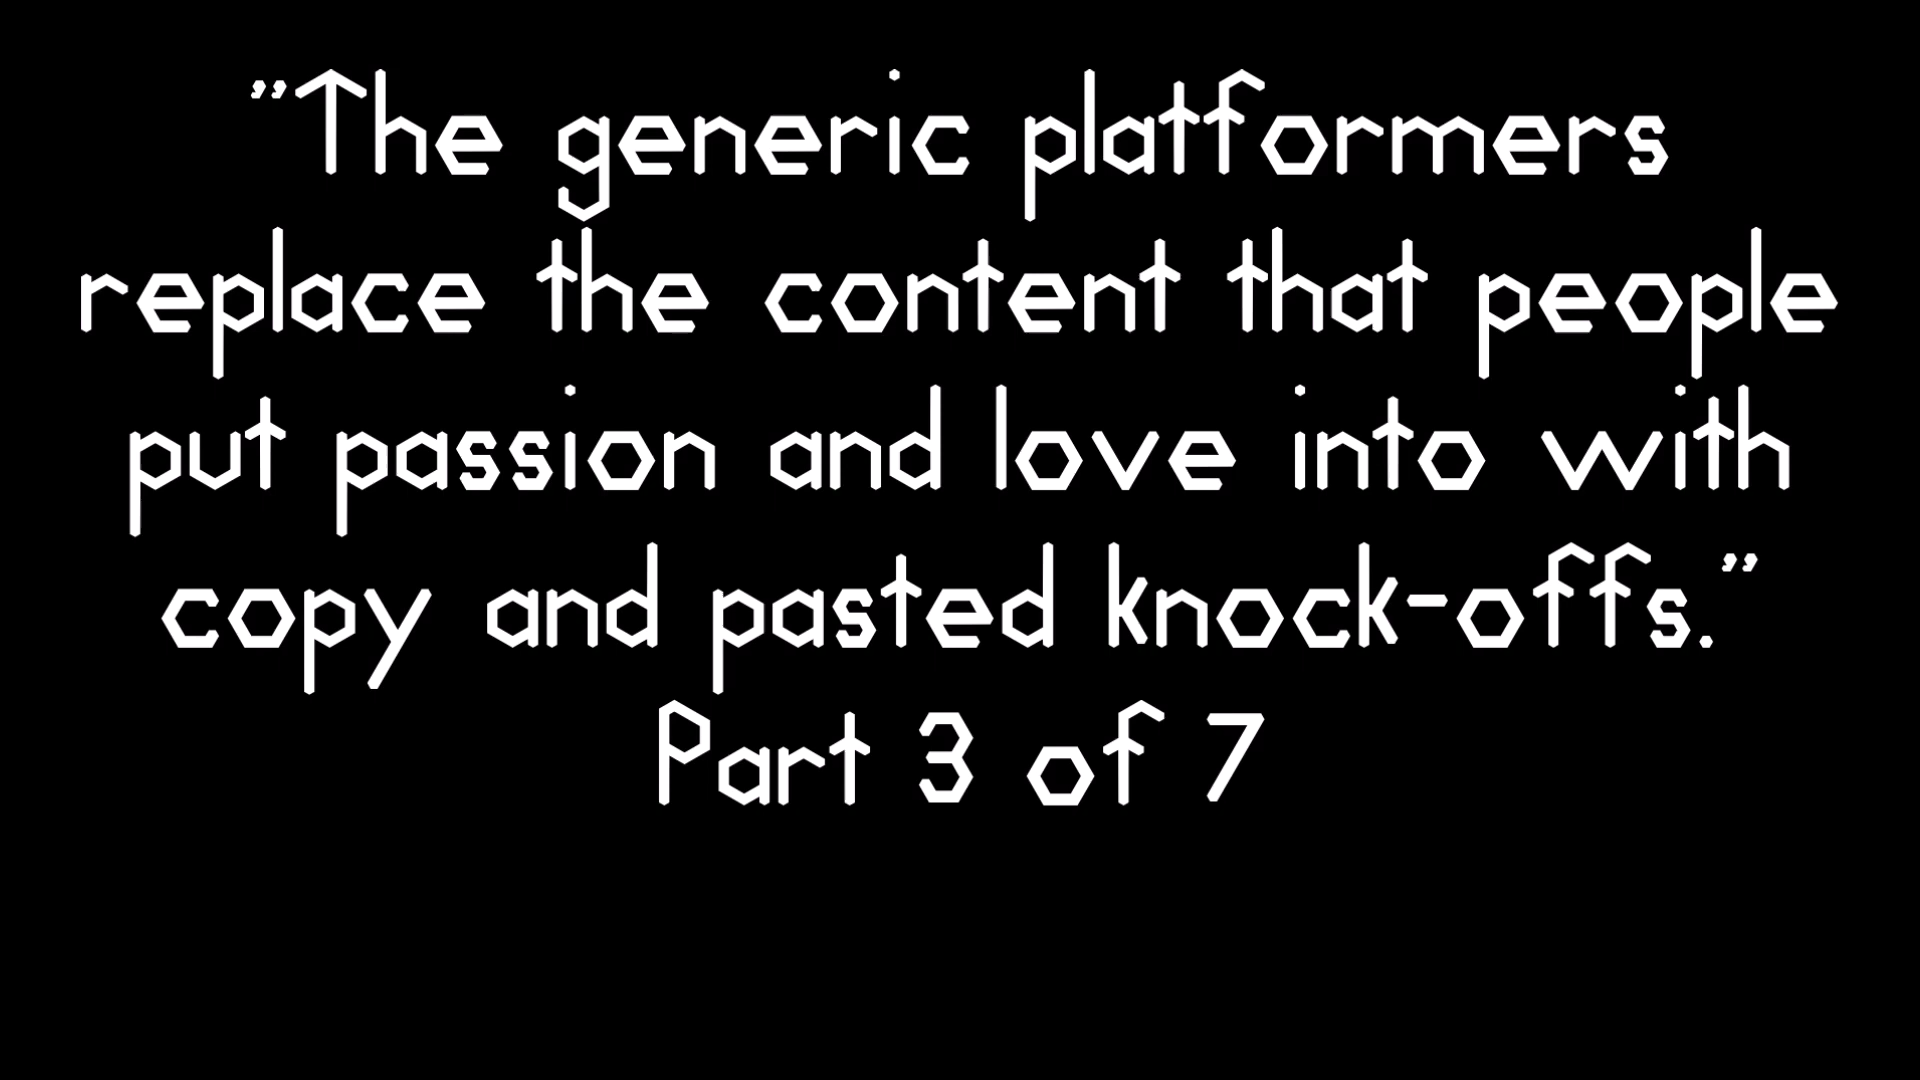 "The generic platformers
replace the content that people
put passion and love into with
copy and pasted knock-offs."
Part 3 of 7